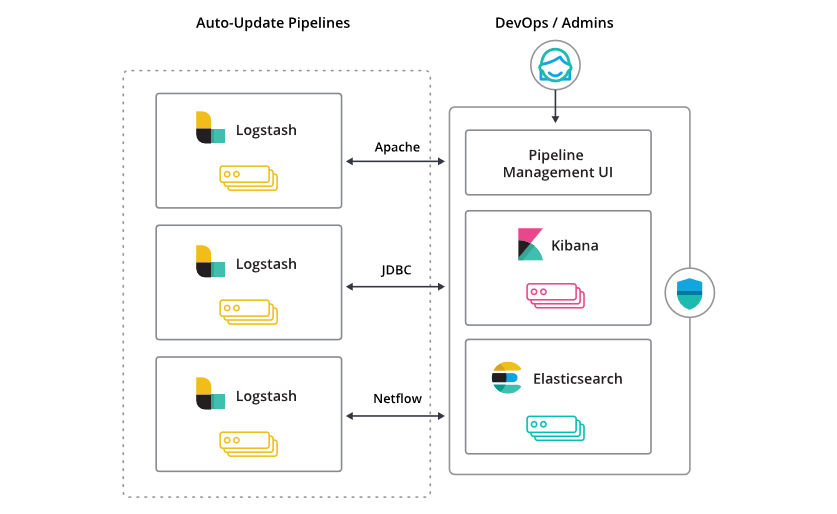 Auto-Update Pipelines
DevOps / Admins
Logstash
Apache
Pipeline
Management UI
Logstash
JDBC
Kibana
Logstash
Netflow
Elasticsearch